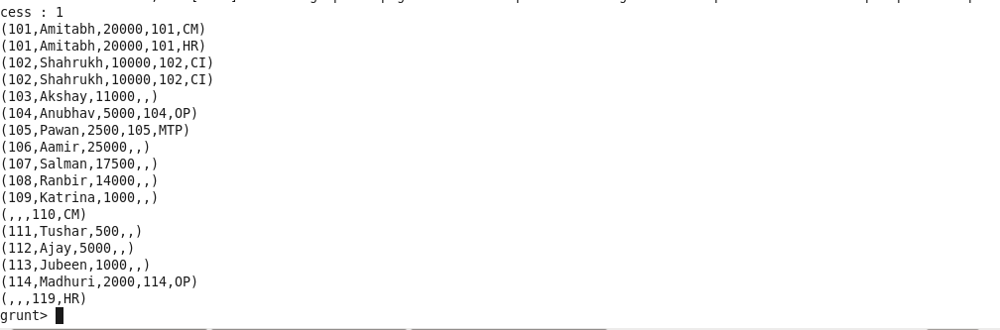 cess : 1
(101,Amitabh,20000,101,CM)
(101,Amitabh,20000,101,HR)
(102,Shahrukh,10000,102,CI)
(102,Shahrukh,10000,102,CI)
(103,Akshay,11000,,)
(104,Anubhav,5000,104,OP)
(105,Pawan,2500,105,MTP)
(106,Aamir,25000,,)
(107,Salman,17500,,)
(108,Ranbir,14000,,)
(109,Katrina,1000,,)
(,,,110,CM)
(111,Tushar,500,,)
(112,Ajay,5000,,)
(113,Jubeen,1000,,)
(114,Madhuri,2000,114,OP)
(,,,119,HR)
grunt>